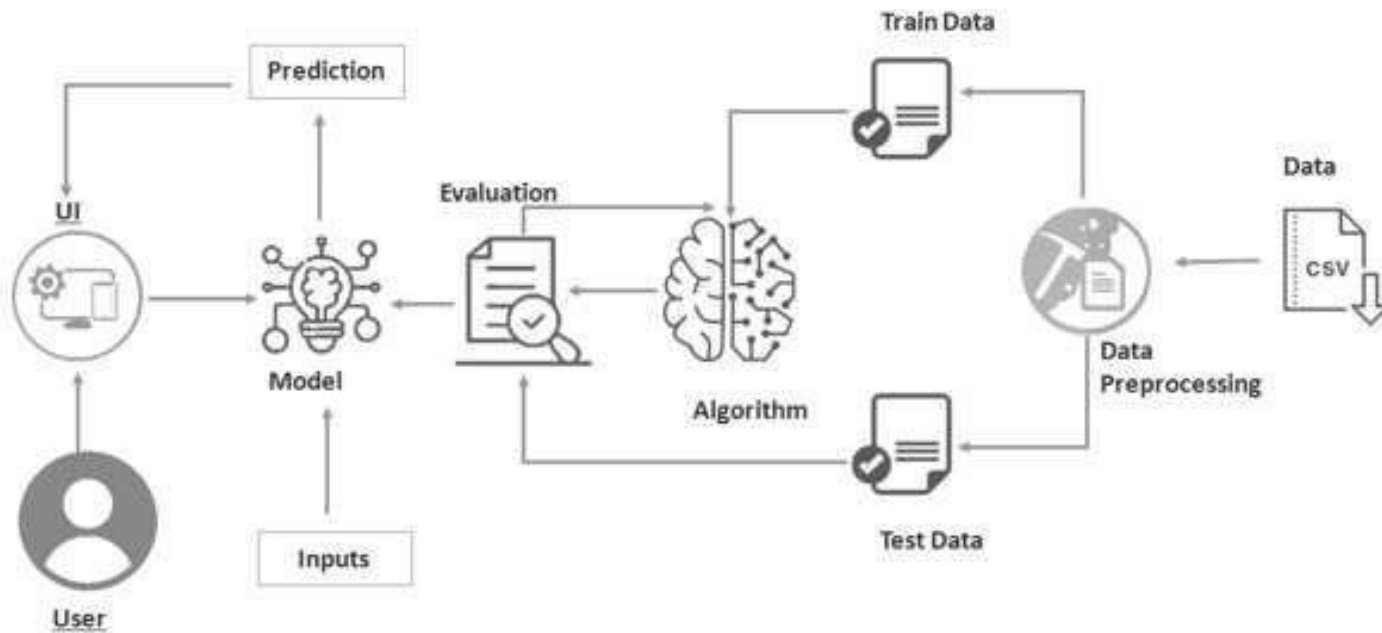 Train Data
Prediction
Data
Evaluation
UI
CSV
Model
Data
Preprocessing
Algorithm
Inputs
Test Data
User